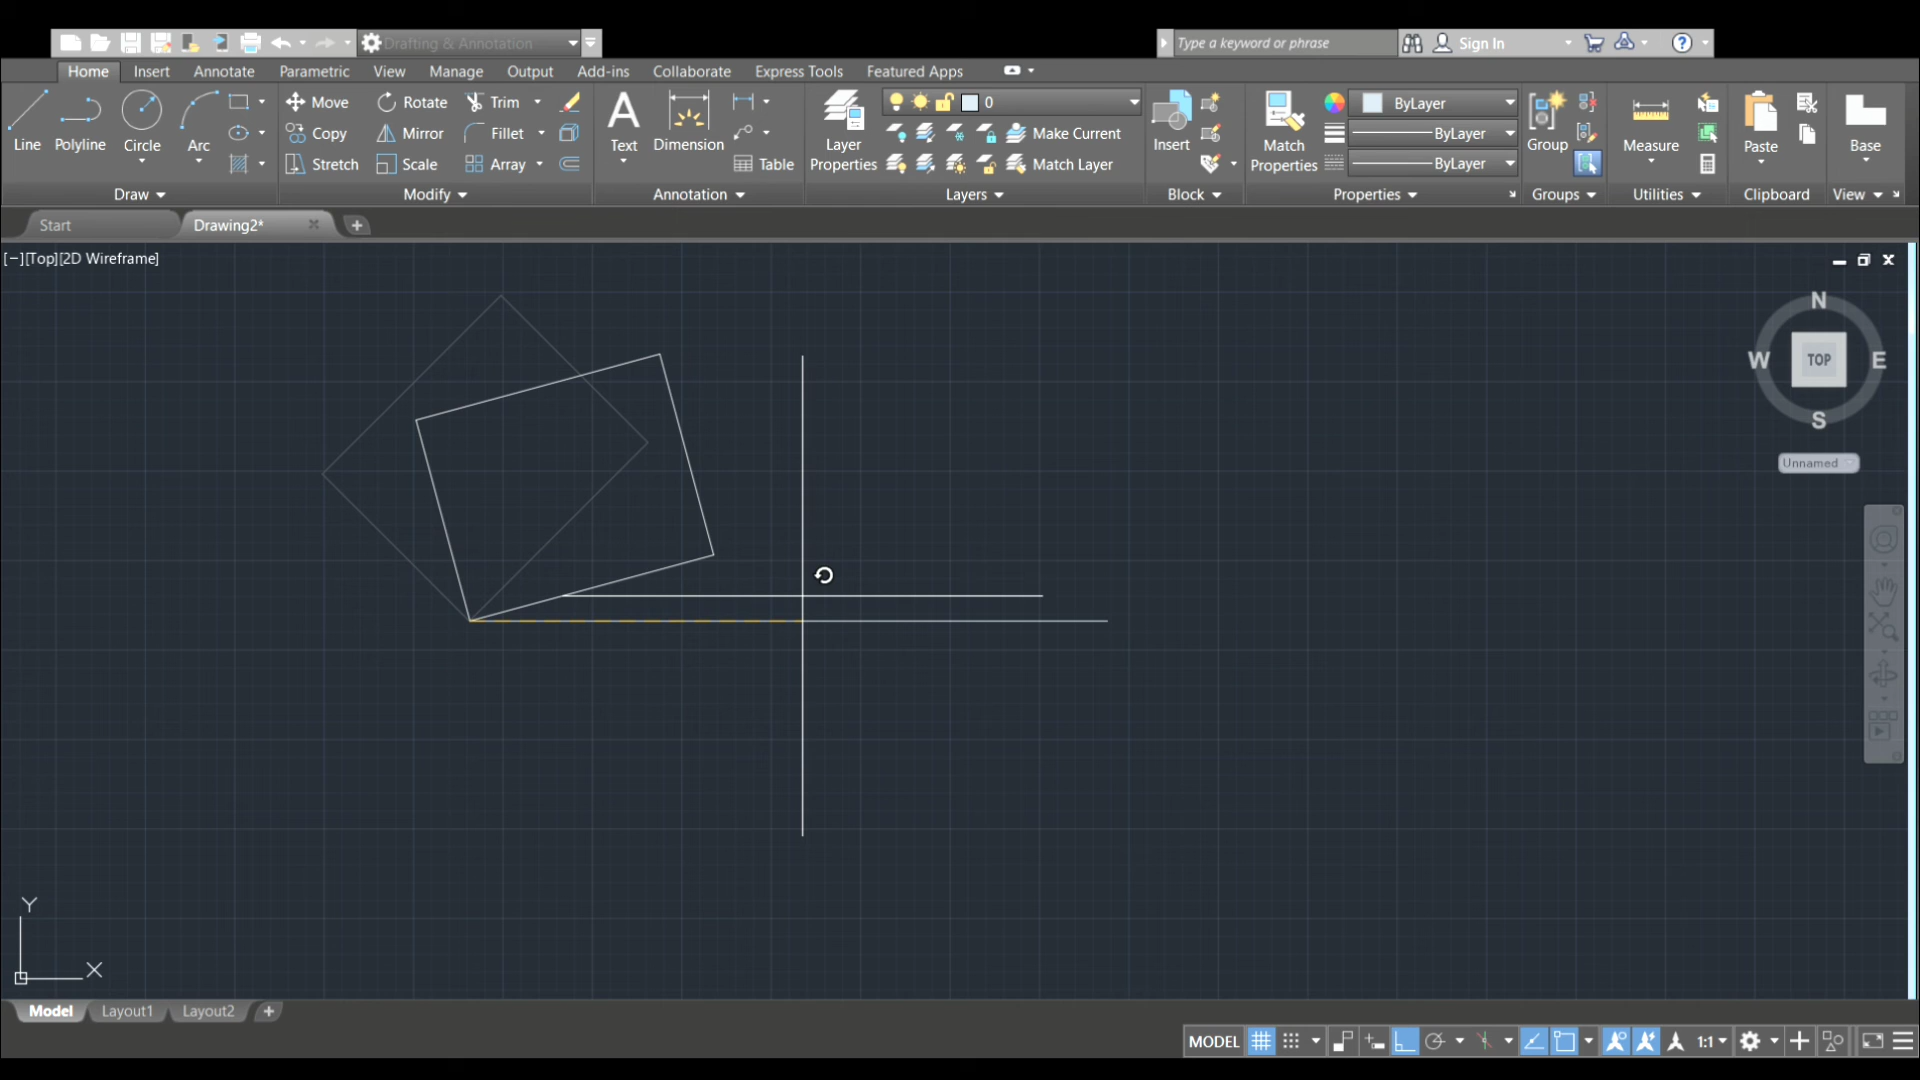 Drafting & Annotation
Type a keyword or phrase
Sign In
Home Insert Annotate Parametric View Manage Output Add-ins Collaborate Express Tools Featured Apps
Line Polyline Circle Arc
Move Rotate Trim
Copy Mirror Fillet
Stretch Scale Array
Text Dimension Table
Layer Properties
0
Make Current
Match Layer
Insert
Match Properties
ByLayer
ByLayer
ByLayer
Group
Measure
Paste
Base
Draw Modify Annotation Layers Block Properties Groups Utilities Clipboard View
Start Drawing2*
[−][Top][2D Wireframe]
N
W TOP E
S
Unnamed
Y
X
Model Layout1 Layout2
MODEL 1:1